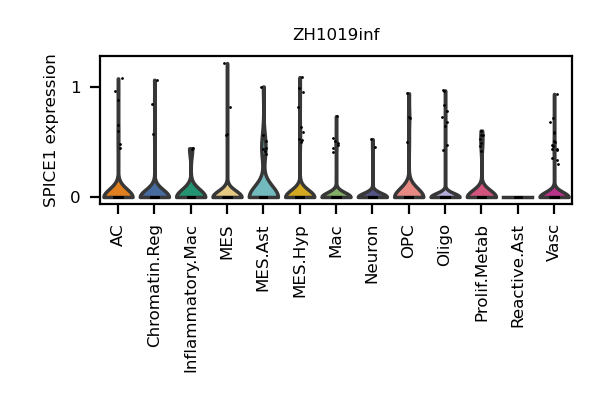 ZH1019inf
SPICE1 expression
1
0
AC
Chromatin.Reg
Inflammatory.Mac
MES
MES.Ast
MES.Hyp
Mac
Neuron
OPC
Oligo
Prolif.Metab
Reactive.Ast
Vasc